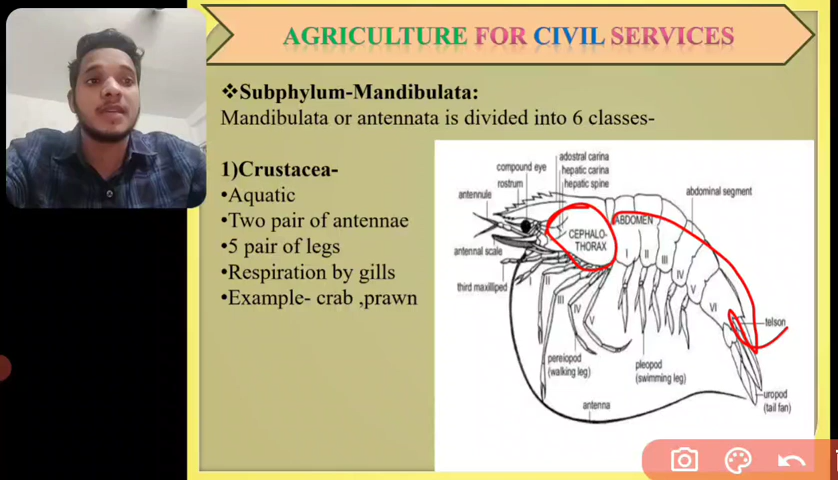 AGRICULTURE FOR CIVIL SERVICES
❖Subphylum-Mandibulata:
Mandibulata or antennata is divided into 6 classes-
1)Crustacea-
•Aquatic
•Two pair of antennae
•5 pair of legs
•Respiration by gills
•Example- crab ,prawn
adostral carina
compound eye
hepatic carina
rostrum
hepatic spine
antennule
abdominal segment
ABDOMEN
CEPHALO-
THORAX
antennal scale
I II III IV V VI
third maxilliped
I II III IV V
telson
pereiopod
(walking leg)
pleopod
(swimming leg)
uropod
(tail fan)
antenna